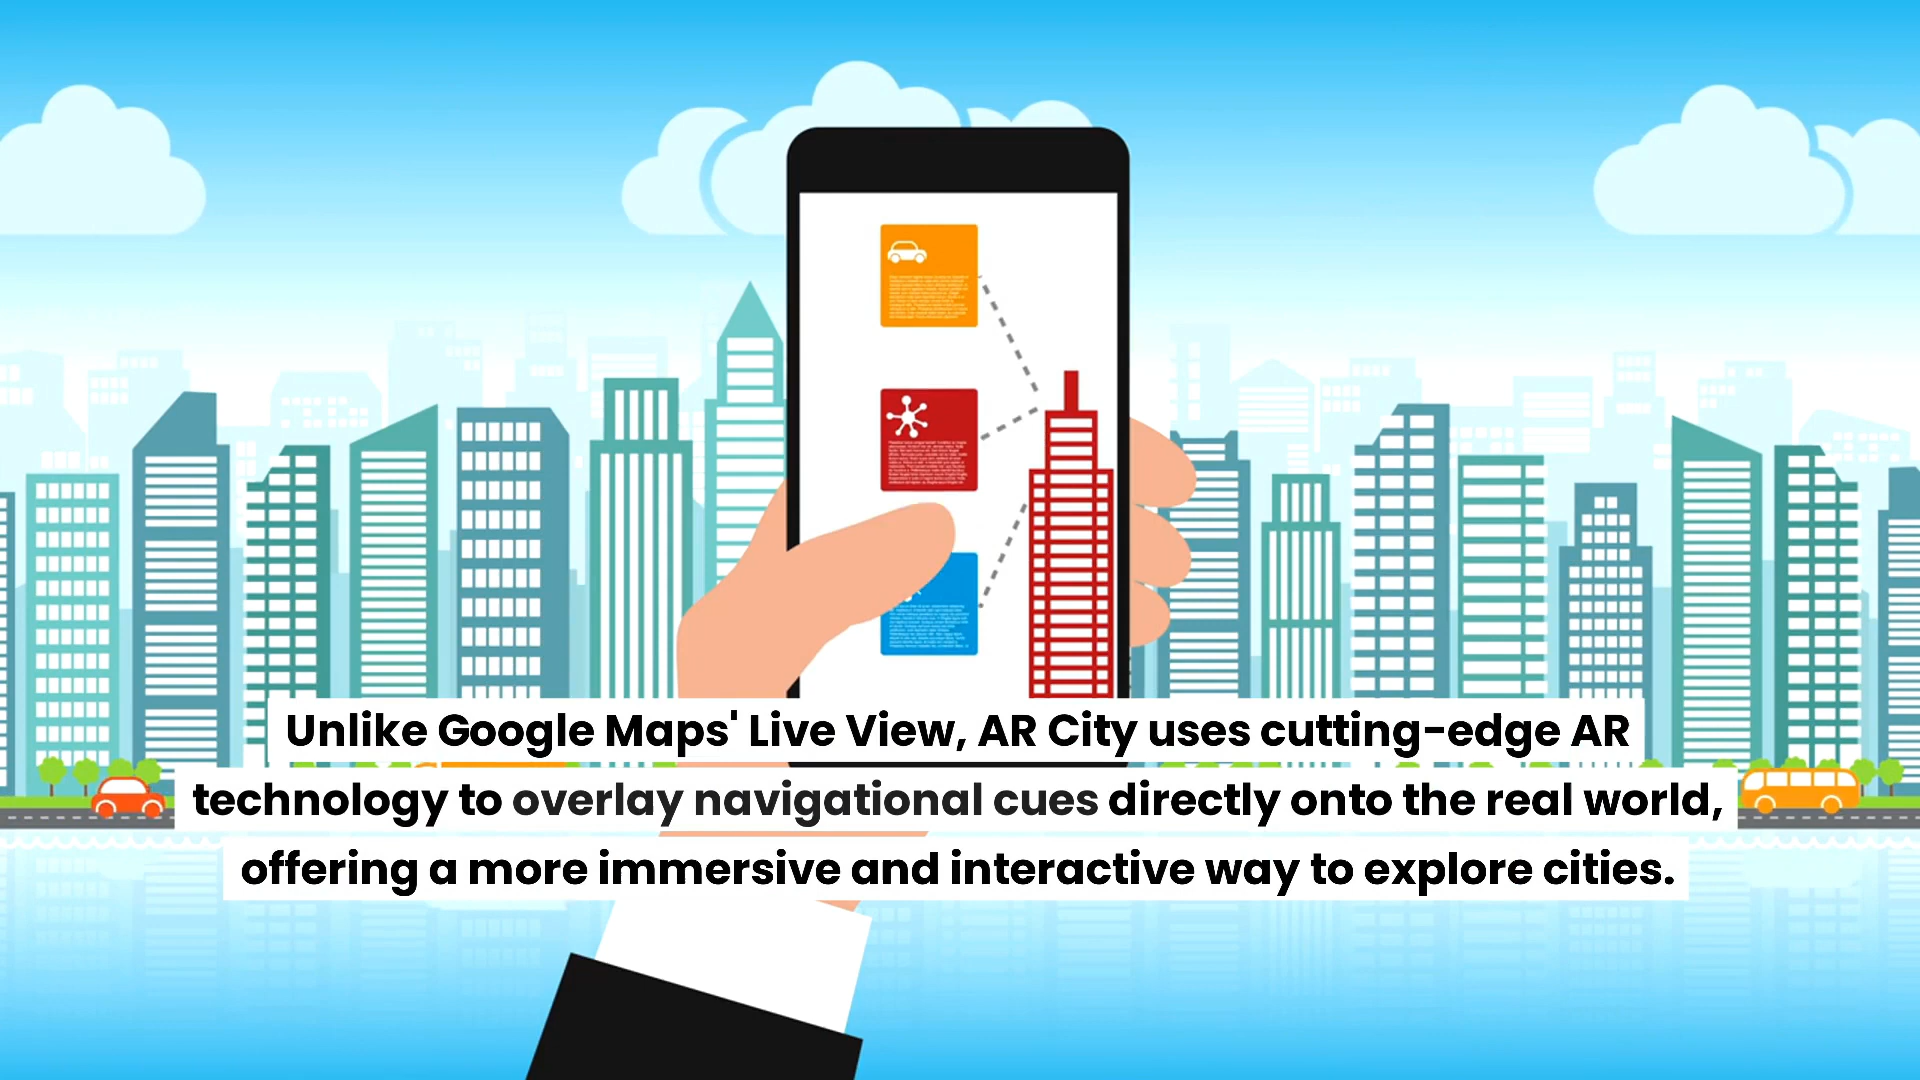 Unlike Google Maps' Live View, AR City uses cutting-edge AR
technology to overlay navigational cues directly onto the real world,
offering a more immersive and interactive way to explore cities.